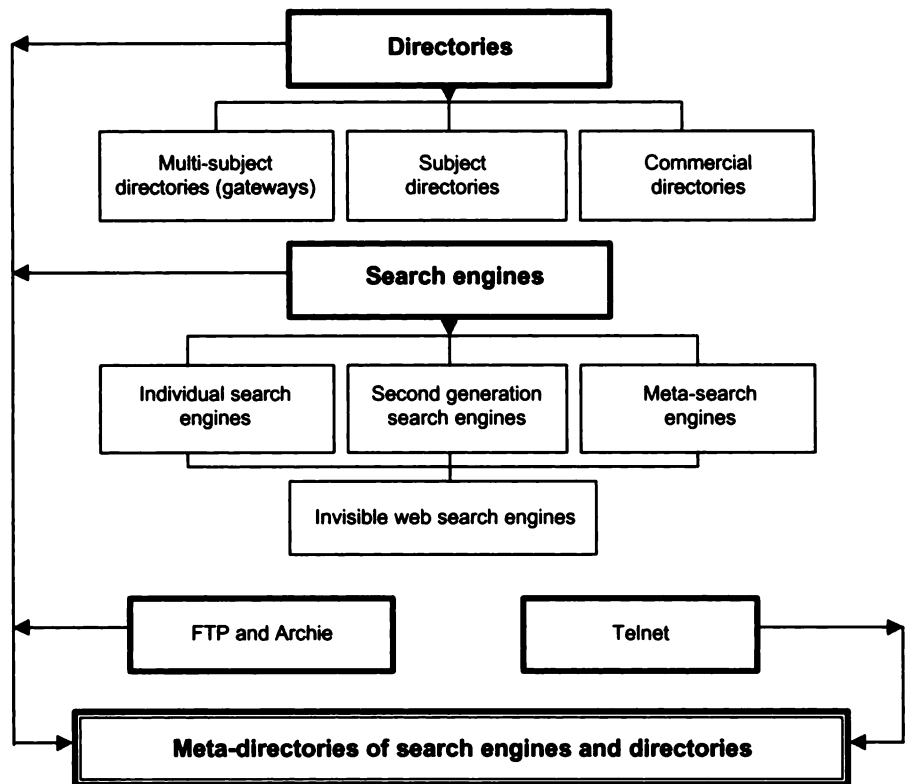 Directories
Multi-subject
directories (gateways)
Subject
directories
Commercial
directories
Search engines
Individual search
engines
Second generation
search engines
Meta-search
engines
Invisible web search engines
FTP and Archie
Telnet
Meta-directories of search engines and directories